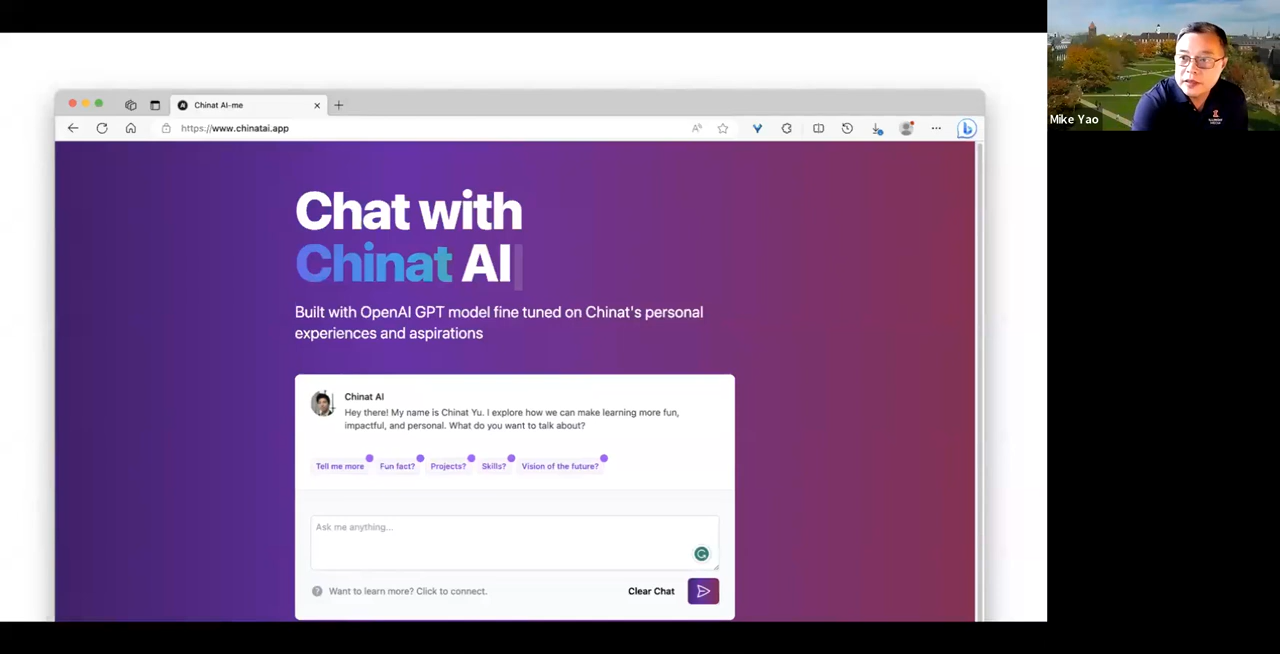 Chinat AI-me
https://www.chinatai.app
Chat with
Chinat AI
Built with OpenAI GPT model fine tuned on Chinat's personal
experiences and aspirations
Chinat AI
Hey there! My name is Chinat Yu. I explore how we can make learning more fun,
impactful, and personal. What do you want to talk about?
Tell me more Fun fact? Projects? Skills? Vision of the future?
Ask me anything...
Want to learn more? Click to connect.
Clear Chat
Mike Yao